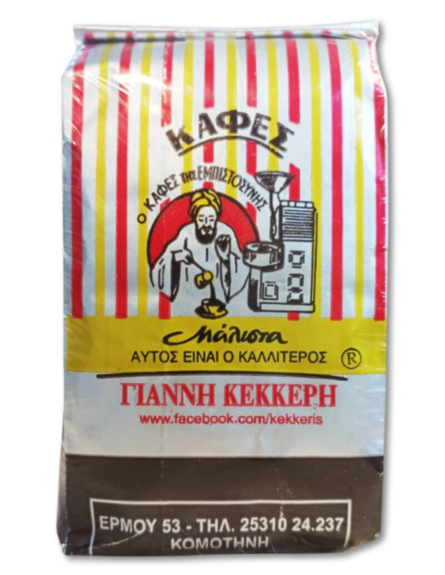 ΚΑΦΕΣ
Ο ΚΑΦΕΣ της ΕΜΠΙΣΤΟΣΥΝΗΣ
Μάλιστα
ΑΥΤΟΣ ΕΙΝΑΙ Ο ΚΑΛΛΙΤΕΡΟΣ ®
ΓΙΑΝΝΗ ΚΕΚΚΕΡΗ
www.facebook.com/kekkeris
ΕΡΜΟΥ 53 - ΤΗΛ. 25310 24.237
ΚΟΜΟΤΗΝΗ